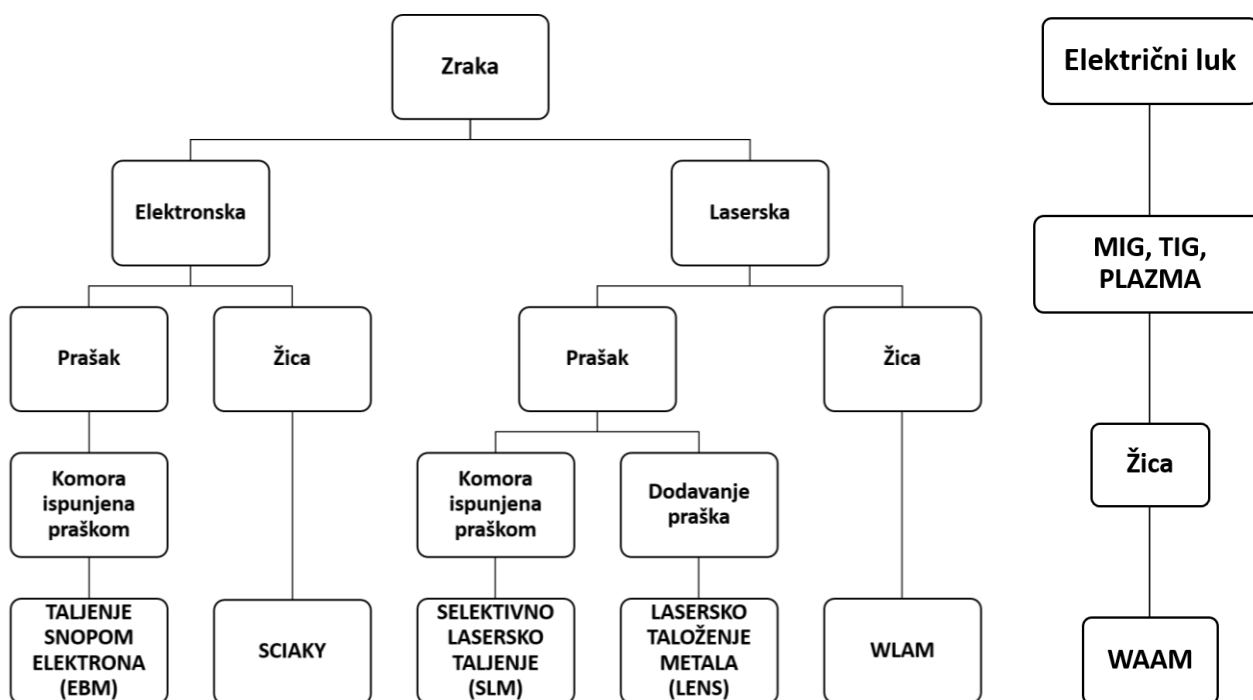 Zraka
Električni luk
Elektronska
Laserska
MIG, TIG,
PLAZMA
Prašak
Žica
Prašak
Žica
Žica
Komora
ispunjena
praškom
Komora
ispunjena
praškom
Dodavanje
praška
TALJENJE
SNOPOM
ELEKTRONA
(EBM)
SCIAKY
SELEKTIVNO
LASERSKO
TALJENJE
(SLM)
LASERSKO
TALOŽENJE
METALA
(LENS)
WLAM
WAAM